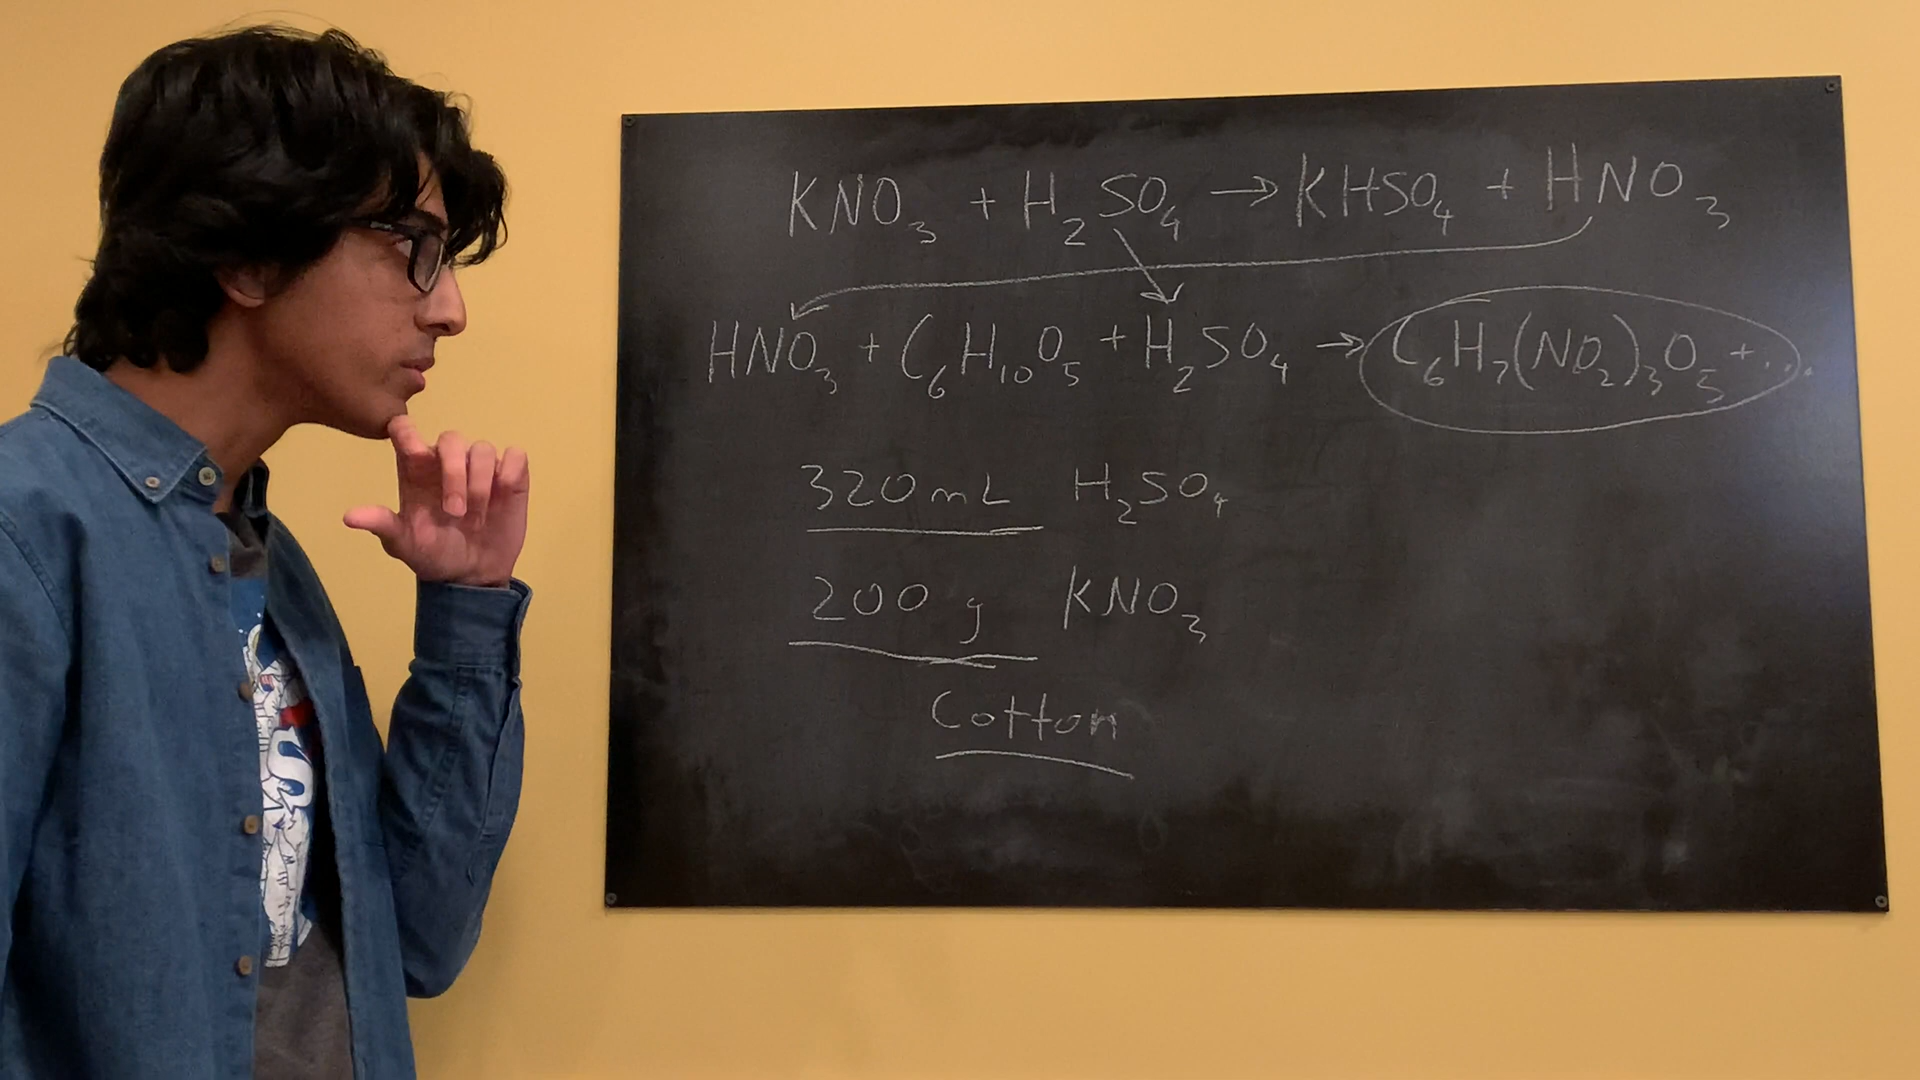 KNO₃ + H₂SO₄ → KHSO₄ + HNO₃
HNO₃ + C₆H₁₀O₅ + H₂SO₄ → C₆H₇(NO₂)₃O₅ + ...
320 mL H₂SO₄
200 g KNO₃
Cotton